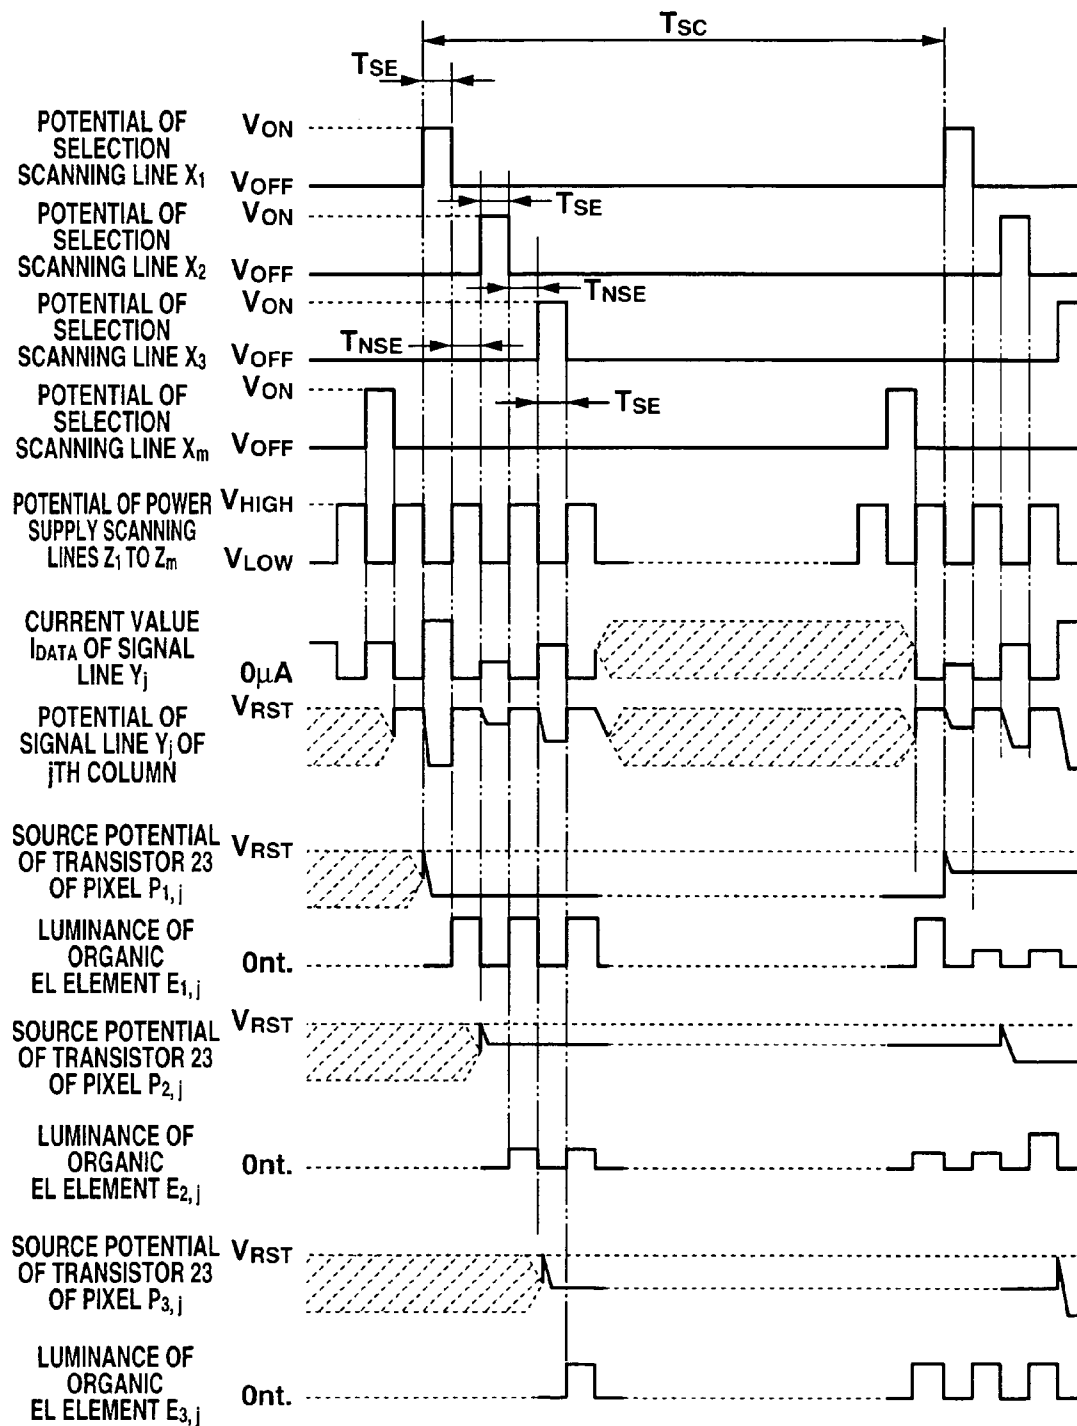 TSC
TSE
POTENTIAL OF
SELECTION
SCANNING LINE X1
VON
VOFF
TSE
POTENTIAL OF
SELECTION
SCANNING LINE X2
VON
VOFF
TNSE
POTENTIAL OF
SELECTION
SCANNING LINE X3
VON
TNSE
VOFF
POTENTIAL OF
SELECTION
SCANNING LINE Xm
VON
TSE
VOFF
POTENTIAL OF POWER
SUPPLY SCANNING
LINES Z1 TO Zm
VHIGH
VLOW
CURRENT VALUE
IDATA OF SIGNAL
LINE Yj
0μA
POTENTIAL OF
SIGNAL LINE Yj OF
jTH COLUMN
VRST
SOURCE POTENTIAL
OF TRANSISTOR 23
OF PIXEL P1, j
VRST
LUMINANCE OF
ORGANIC
EL ELEMENT E1, j
0nt.
SOURCE POTENTIAL
OF TRANSISTOR 23
OF PIXEL P2, j
VRST
LUMINANCE OF
ORGANIC
EL ELEMENT E2, j
0nt.
SOURCE POTENTIAL
OF TRANSISTOR 23
OF PIXEL P3, j
VRST
LUMINANCE OF
ORGANIC
EL ELEMENT E3, j
0nt.